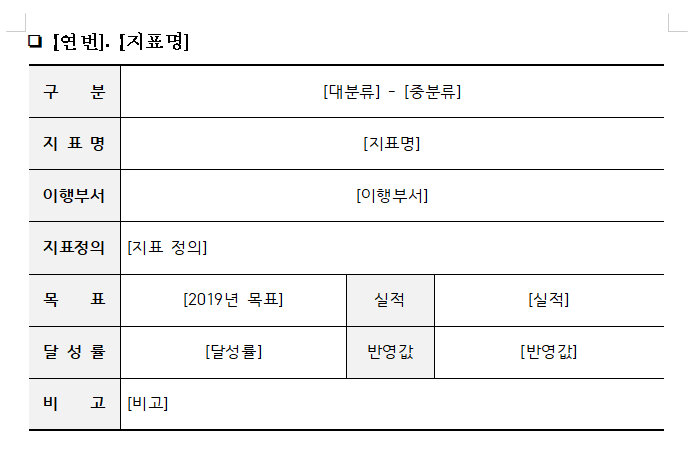 ❏ [연번]. [지표명]
구 분 [대분류] - [중분류]
지 표 명 [지표명]
이행부서 [이행부서]
지표정의 [지표 정의]
목 표 [2019년 목표] 실적 [실적]
달 성 률 [달성률] 반영값 [반영값]
비 고 [비고]